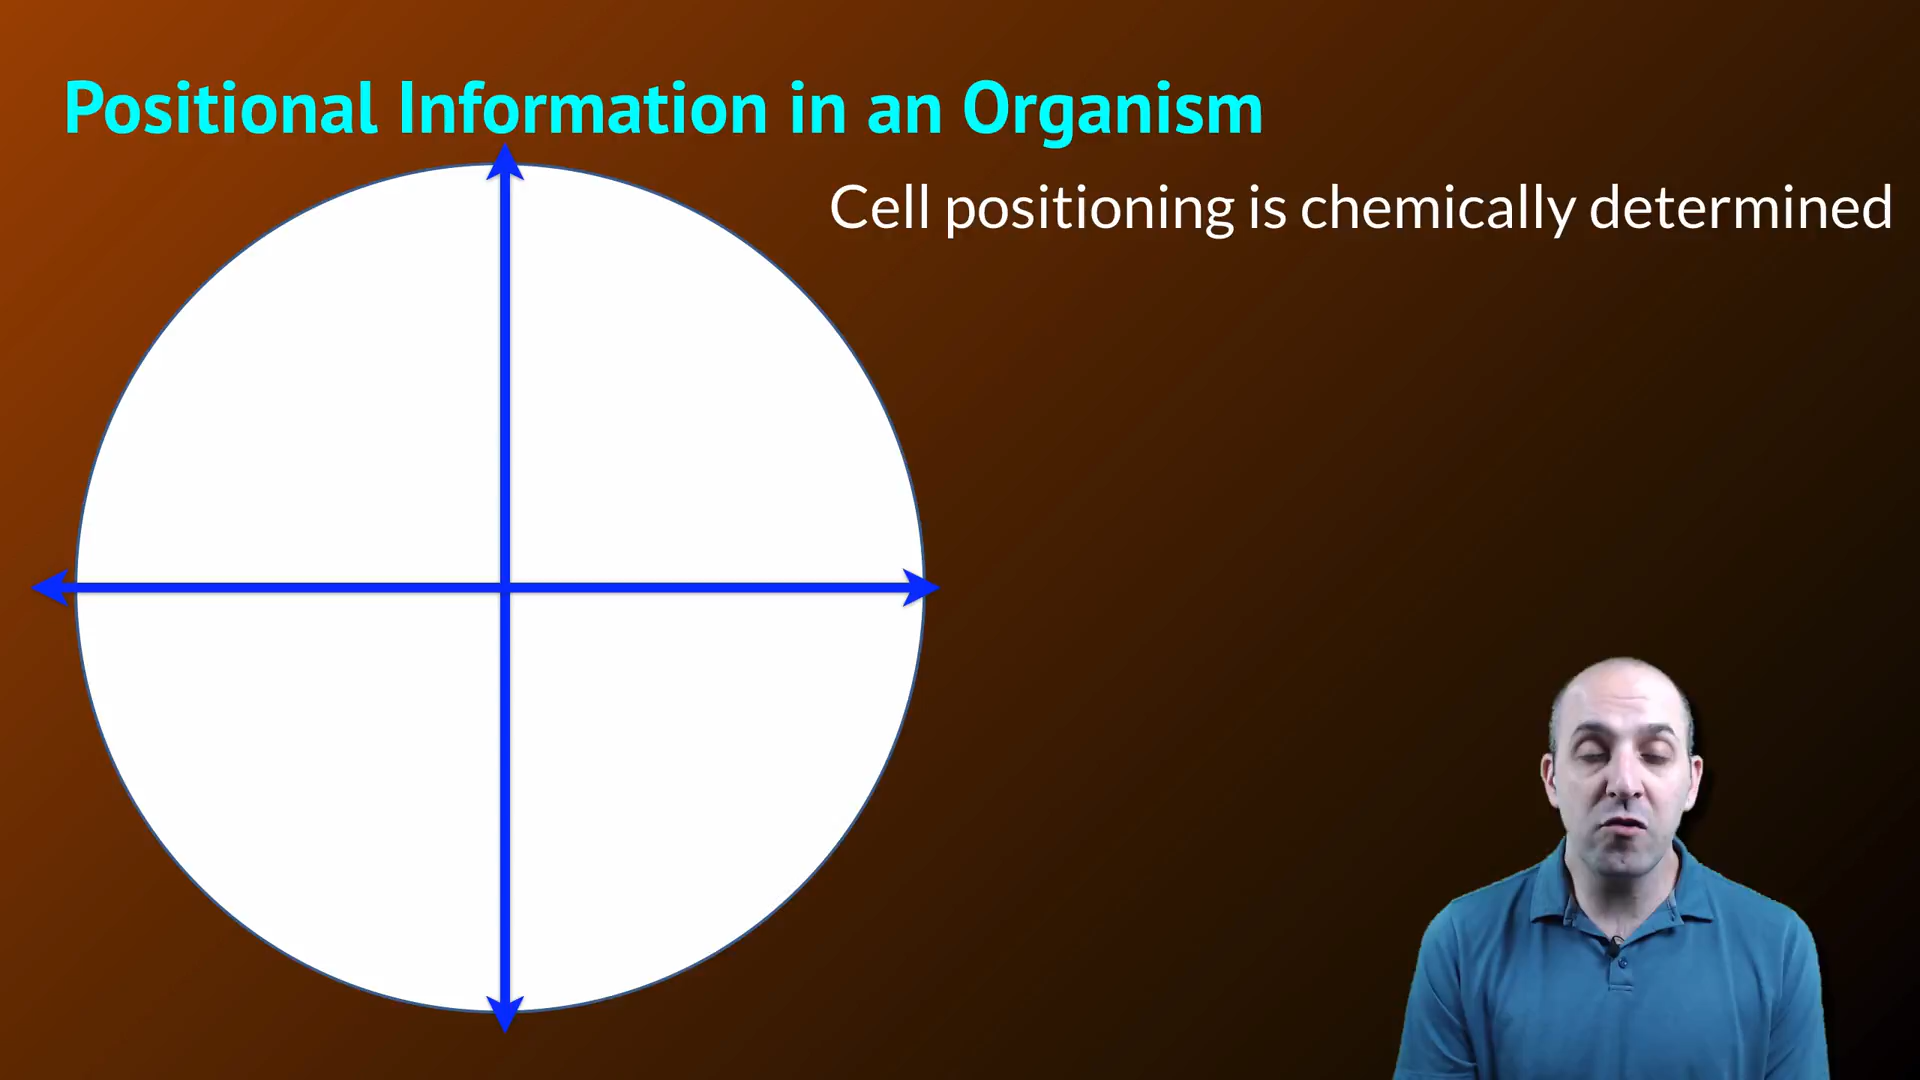 Positional Information in an Organism
Cell positioning is chemically determined